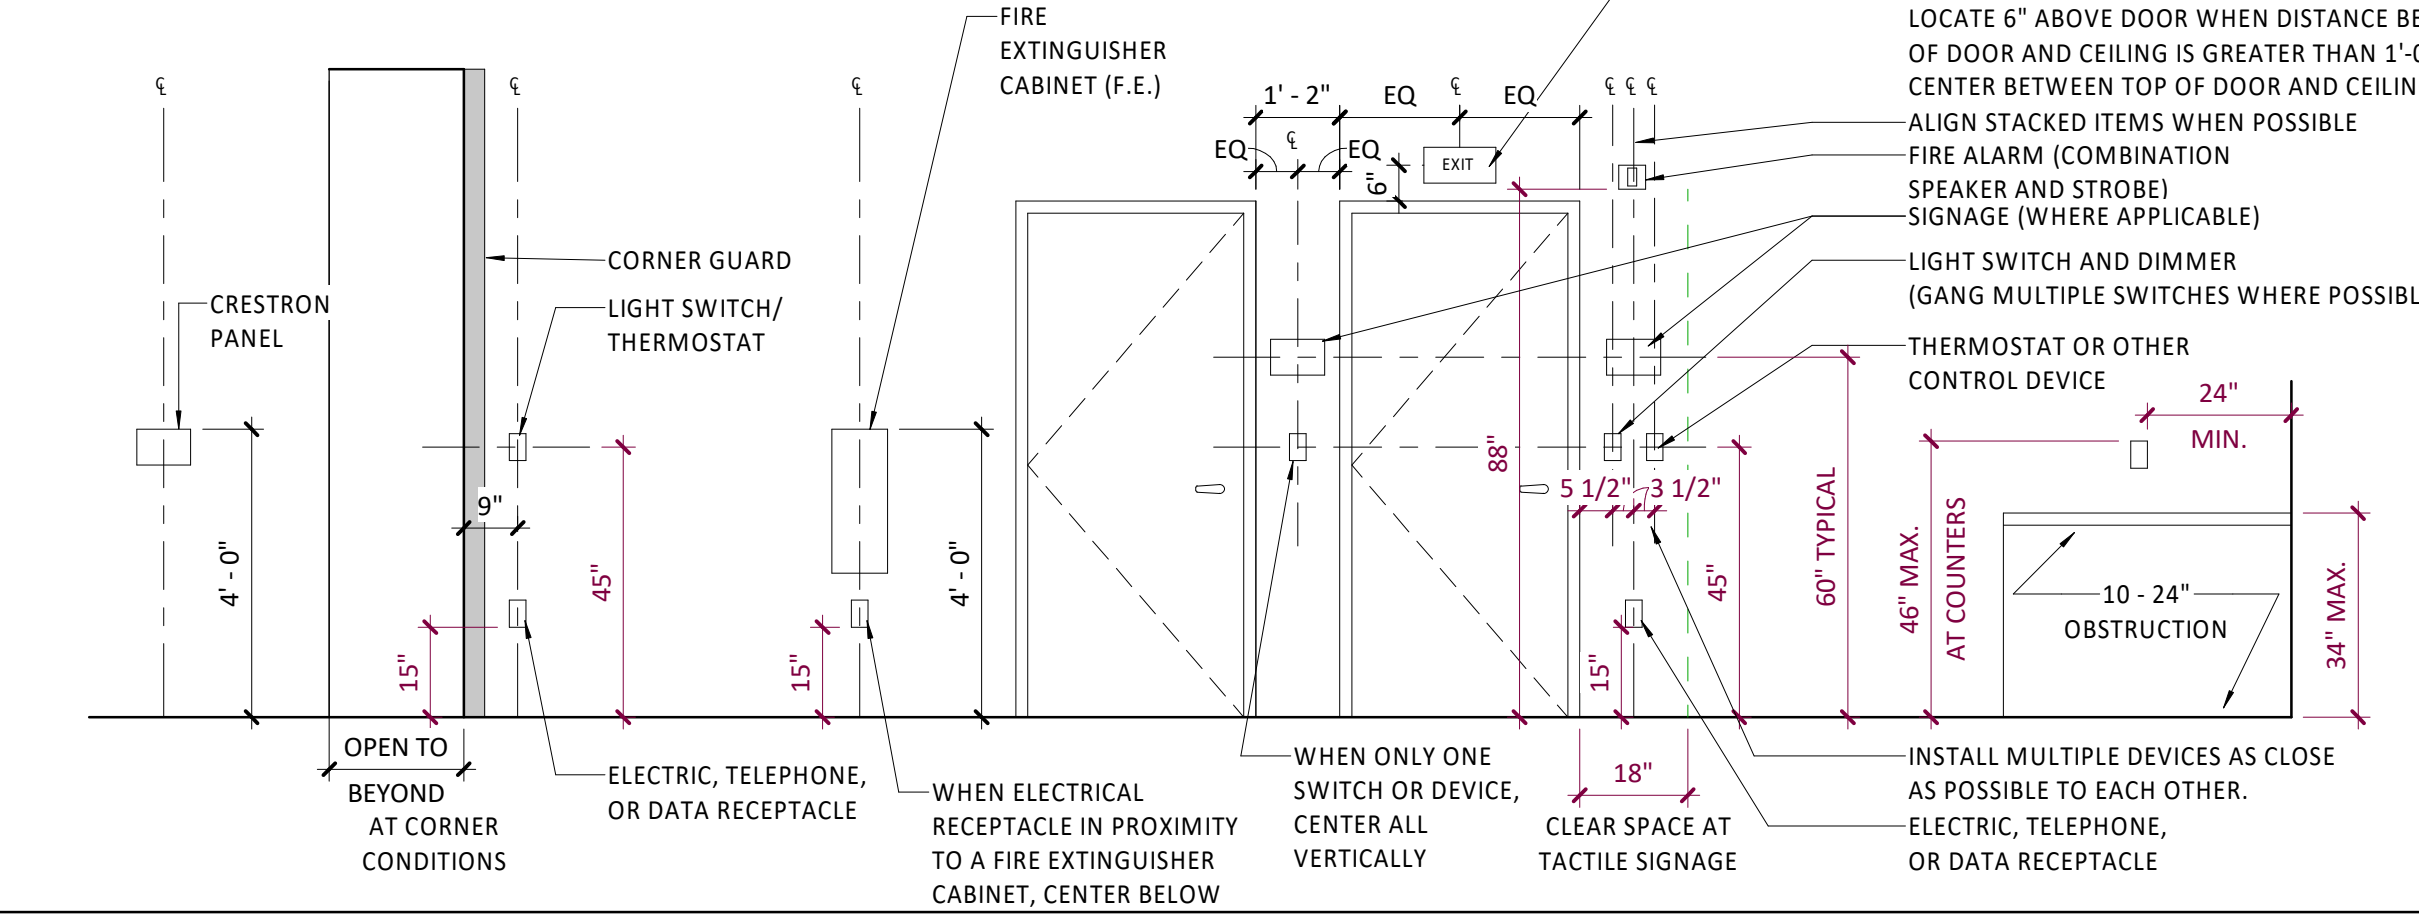 FIRE
EXTINGUISHER
CABINET (F.E.)
LOCATE 6" ABOVE DOOR WHEN DISTANCE BE
OF DOOR AND CEILING IS GREATER THAN 1'-0
CENTER BETWEEN TOP OF DOOR AND CEILIN
ALIGN STACKED ITEMS WHEN POSSIBLE
FIRE ALARM (COMBINATION
SPEAKER AND STROBE)
SIGNAGE (WHERE APPLICABLE)
LIGHT SWITCH AND DIMMER
(GANG MULTIPLE SWITCHES WHERE POSSIBL
THERMOSTAT OR OTHER
CONTROL DEVICE
℄
℄
℄
℄
℄
℄ ℄ ℄
1' - 2"
EQ
EQ
EQ
EQ
EXIT
6"
CORNER GUARD
LIGHT SWITCH/
THERMOSTAT
CRESTRON
PANEL
4' - 0"
9"
15"
45"
15"
4' - 0"
88"
5 1/2"
3 1/2"
15"
45"
60" TYPICAL
46" MAX.
AT COUNTERS
24"
MIN.
10 - 24"
OBSTRUCTION
34" MAX.
OPEN TO
BEYOND
AT CORNER
CONDITIONS
ELECTRIC, TELEPHONE,
OR DATA RECEPTACLE
WHEN ELECTRICAL
RECEPTACLE IN PROXIMITY
TO A FIRE EXTINGUISHER
CABINET, CENTER BELOW
WHEN ONLY ONE
SWITCH OR DEVICE,
CENTER ALL
VERTICALLY
18"
CLEAR SPACE AT
TACTILE SIGNAGE
INSTALL MULTIPLE DEVICES AS CLOSE
AS POSSIBLE TO EACH OTHER.
ELECTRIC, TELEPHONE,
OR DATA RECEPTACLE